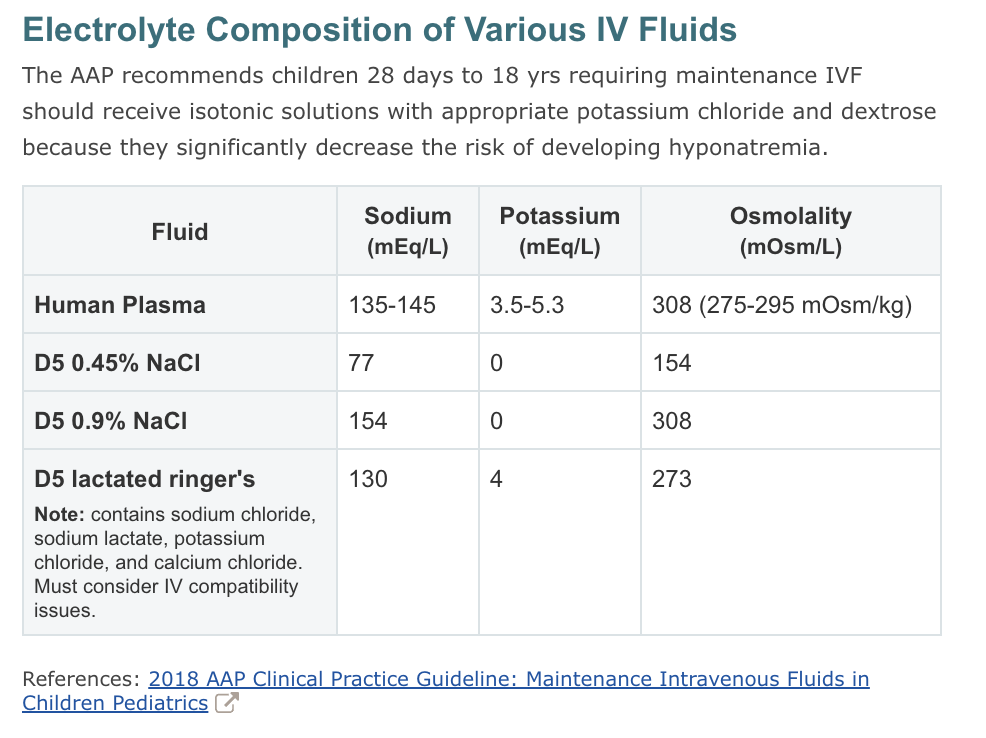 Electrolyte Composition of Various IV Fluids
The AAP recommends children 28 days to 18 yrs requiring maintenance IVF
should receive isotonic solutions with appropriate potassium chloride and dextrose
because they significantly decrease the risk of developing hyponatremia.
Fluid Sodium (mEq/L) Potassium (mEq/L) Osmolality (mOsm/L)
Human Plasma 135-145 3.5-5.3 308 (275-295 mOsm/kg)
D5 0.45% NaCl 77 0 154
D5 0.9% NaCl 154 0 308
D5 lactated ringer's 130 4 273
Note: contains sodium chloride,
sodium lactate, potassium
chloride, and calcium chloride.
Must consider IV compatibility
issues.
References: 2018 AAP Clinical Practice Guideline: Maintenance Intravenous Fluids in
Children Pediatrics